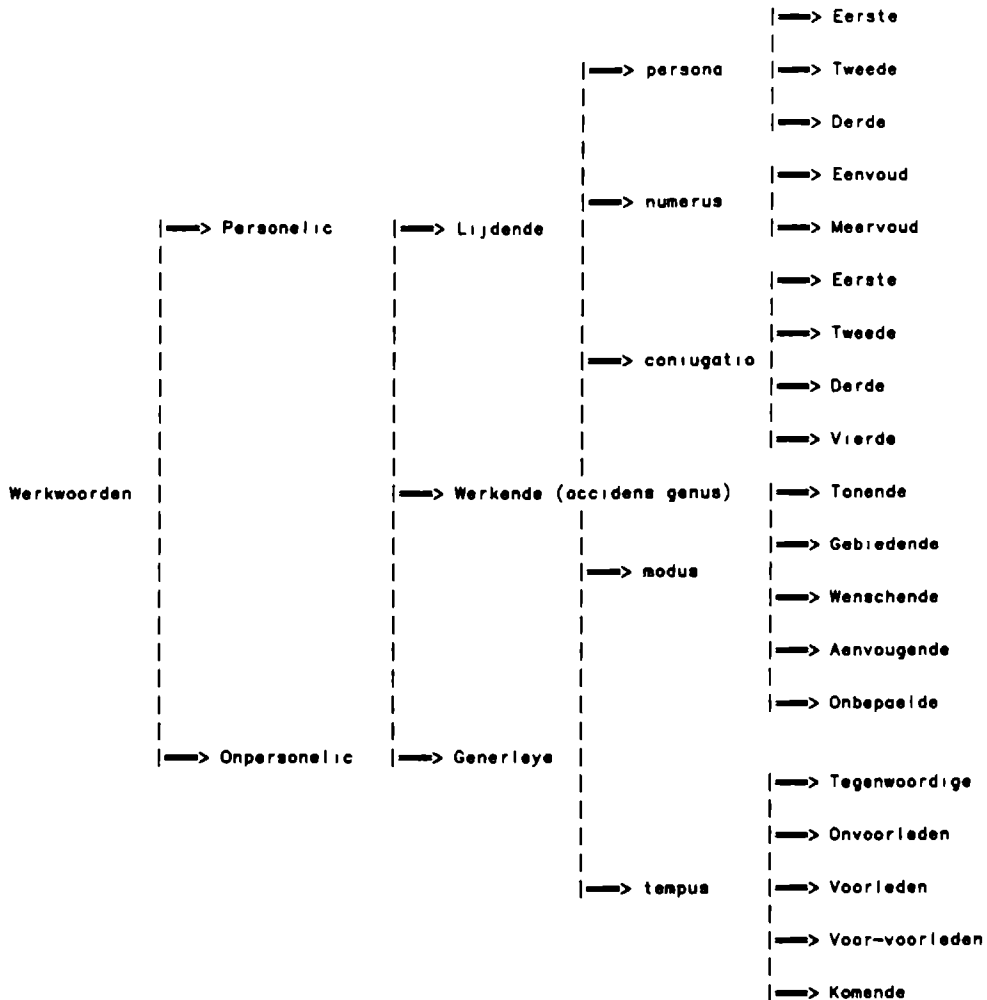 Eerste
persona
Tweede
Derde
Eenvoud
numerus
Personelic
Lijdende
Meervoud
Eerste
Tweede
coniugatio
Derde
Vierde
Werkwoorden
Werkende (accidens genus)
Tonende
Gebiedende
modus
Wenschende
Aenvougende
Onbepaelde
Onpersonelic
Generleye
Tegenwoordige
Onvoorleden
tempus
Voorleden
Voor-voorleden
Komende